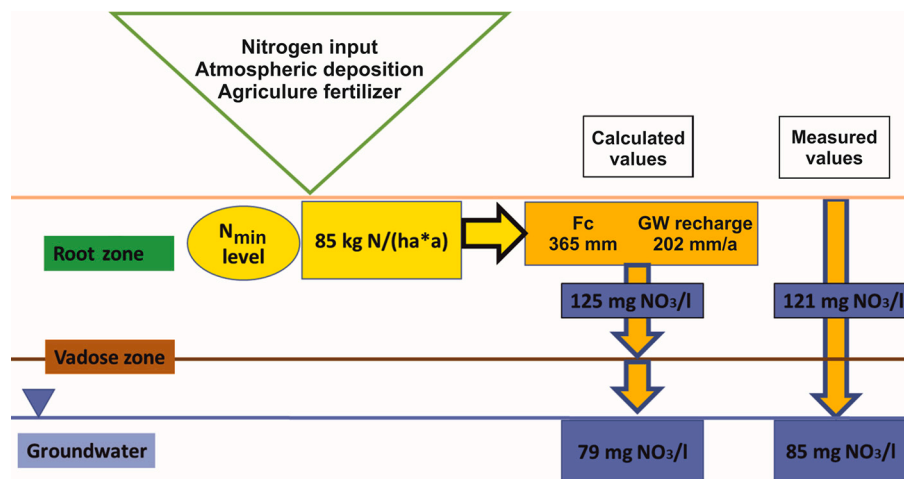 Nitrogen input
Atmospheric deposition
Agriculure fertilizer
Calculated
values
Measured
values
Root zone
Nmin
level
85 kg N/(ha*a)
Fc
365 mm
GW recharge
202 mm/a
125 mg NO3/l
121 mg NO3/l
Vadose zone
Groundwater
79 mg NO3/l
85 mg NO3/l